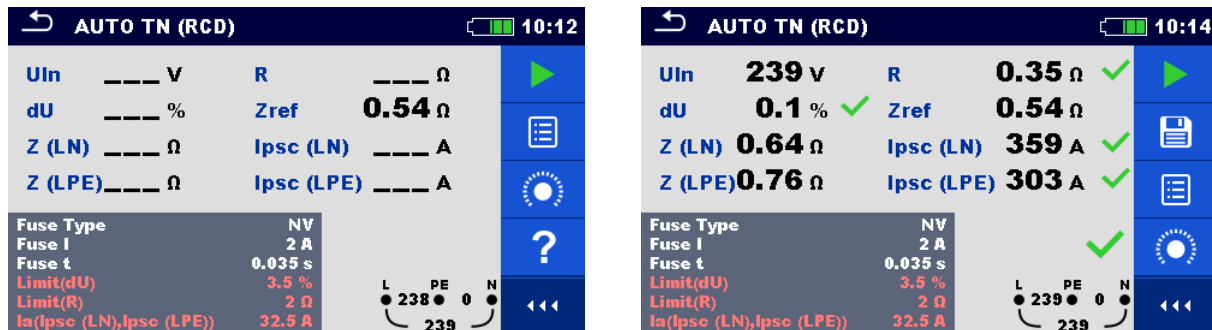 AUTO TN (RCD) 10:12
Uln ___ V R ___ Ω
dU ___ % Zref 0.54 Ω
Z (LN) ___ Ω Ipsc (LN) ___ A
Z (LPE) ___ Ω Ipsc (LPE) ___ A
Fuse Type NV
Fuse I 2 A
Fuse t 0.035 s
Limit(dU) 3.5 %
Limit(R) 2 Ω
Ia(Ipsc (LN),Ipsc (LPE)) 32.5 A
L PE N
238 0
239
?
AUTO TN (RCD) 10:14
Uln 239 V R 0.35 Ω
dU 0.1 % Zref 0.54 Ω
Z (LN) 0.64 Ω Ipsc (LN) 359 A
Z (LPE) 0.76 Ω Ipsc (LPE) 303 A
Fuse Type NV
Fuse I 2 A
Fuse t 0.035 s
Limit(dU) 3.5 %
Limit(R) 2 Ω
Ia(Ipsc (LN),Ipsc (LPE)) 32.5 A
L PE N
239 0
239